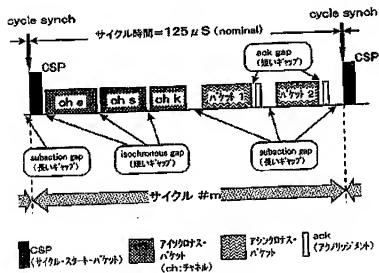 cycle synch
cycle synch
サイクル時間=125μS (nominal)
ack gap
(短いギャップ)
CSP
CSP
ch e
ch s
ch k
パケット 1
パケット 2
subaction gap
(長いギャップ)
isochronous gap
(短いギャップ)
subaction gap
(長いギャップ)
サイクル #m
CSP
(サイクル・スタート・パケット)
アイソクロナス・
パケット
(ch:チャネル)
アシンクロナス・
パケット
ack
(アクノリッジメント)